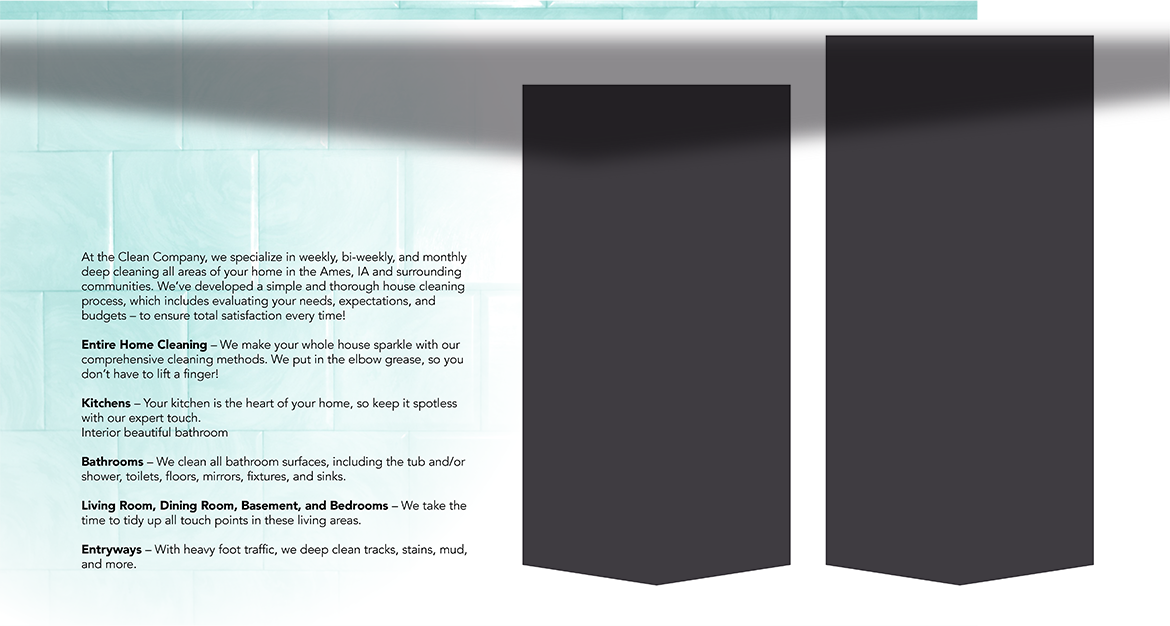 At the Clean Company, we specialize in weekly, bi-weekly, and monthly
deep cleaning all areas of your home in the Ames, IA and surrounding
communities. We’ve developed a simple and thorough house cleaning
process, which includes evaluating your needs, expectations, and
budgets – to ensure total satisfaction every time!
Entire Home Cleaning – We make your whole house sparkle with our
comprehensive cleaning methods. We put in the elbow grease, so you
don’t have to lift a finger!
Kitchens – Your kitchen is the heart of your home, so keep it spotless
with our expert touch.
Interior beautiful bathroom
Bathrooms – We clean all bathroom surfaces, including the tub and/or
shower, toilets, floors, mirrors, fixtures, and sinks.
Living Room, Dining Room, Basement, and Bedrooms – We take the
time to tidy up all touch points in these living areas.
Entryways – With heavy foot traffic, we deep clean tracks, stains, mud,
and more.